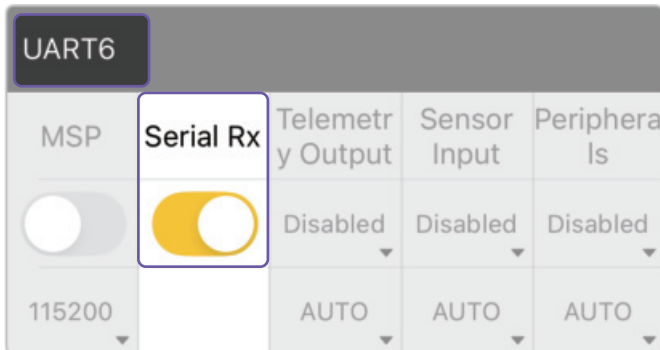 UART6
MSP
Serial Rx
Telemetr
y Output
Sensor
Input
Periphera
ls
Disabled
Disabled
Disabled
115200
AUTO
AUTO
AUTO